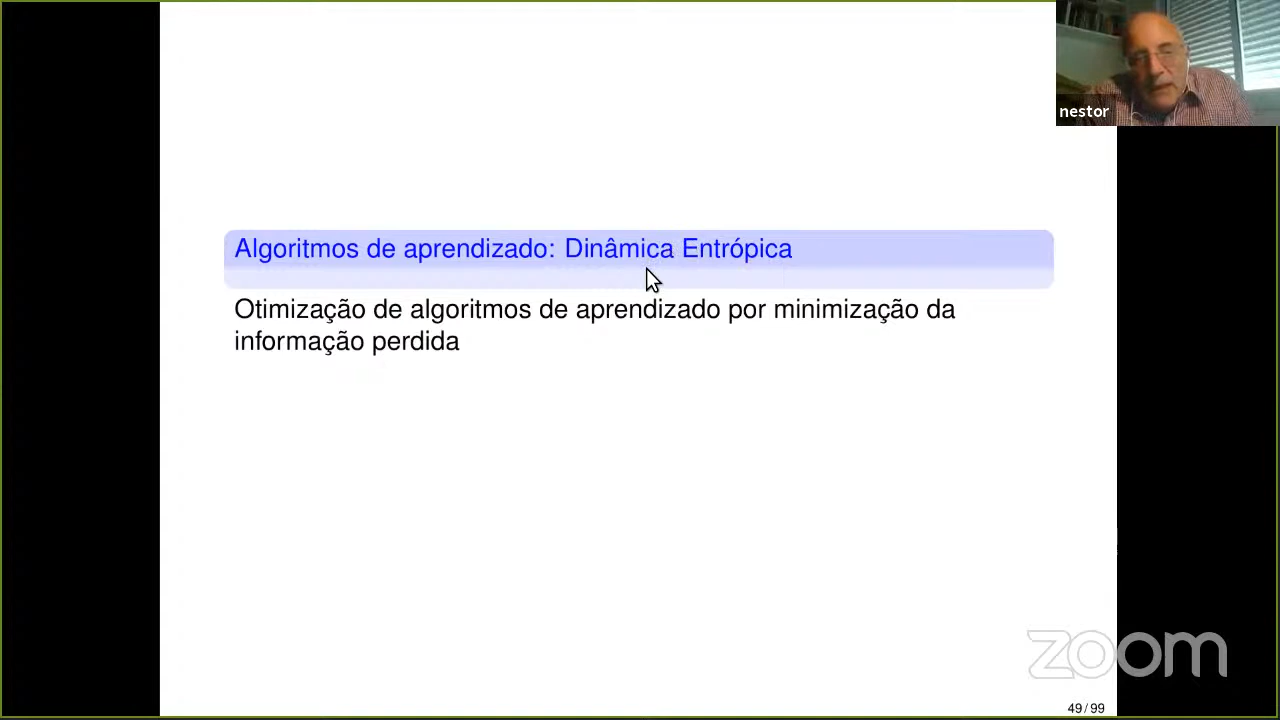 nestor
Algoritmos de aprendizado: Dinâmica Entrópica
Otimização de algoritmos de aprendizado por minimização da
informação perdida
zoom
49 / 99